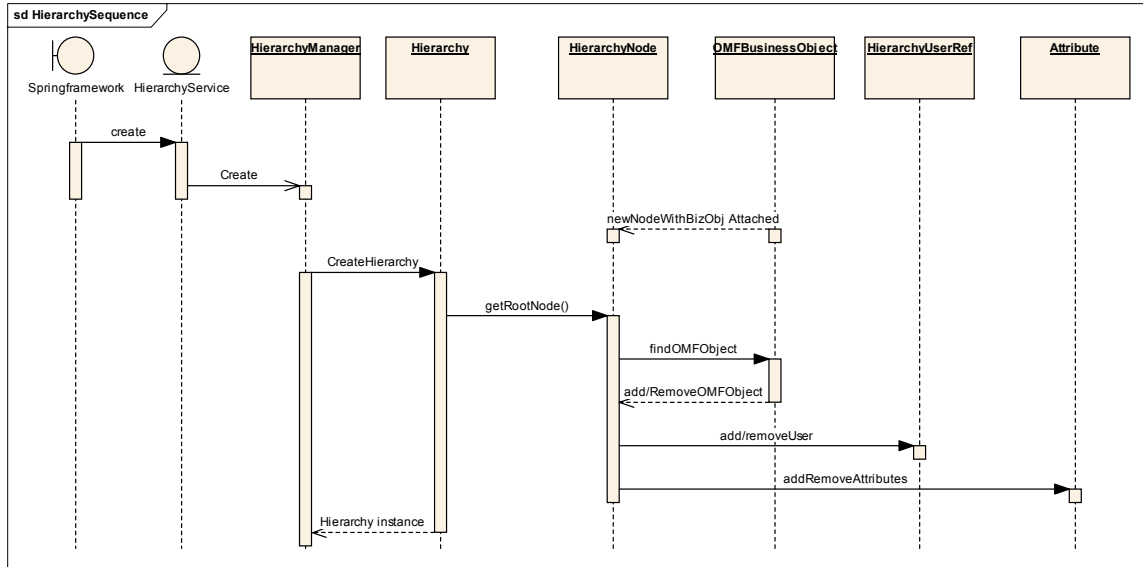 sd HierarchySequence
Springframework
HierarchyService
HierarchyManager
Hierarchy
HierarchyNode
OMFBusinessObject
HierarchyUserRef
Attribute
create
Create
newNodeWithBizObj Attached
CreateHierarchy
getRootNode()
findOMFObject
add/RemoveOMFObject
add/removeUser
addRemoveAttributes
Hierarchy instance